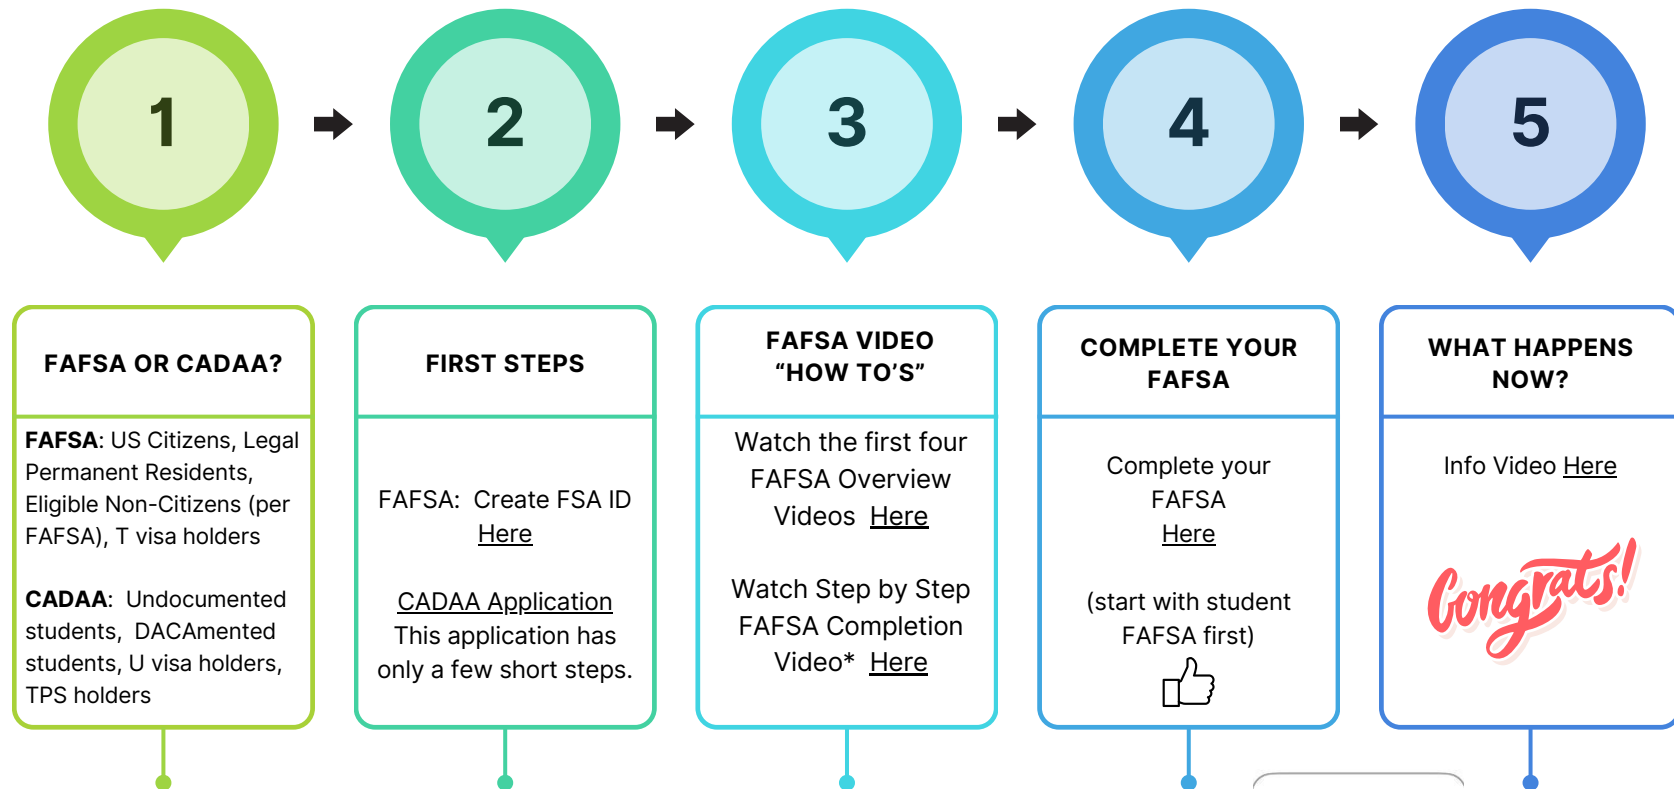 1
2
3
4
5
FAFSA OR CADAA?
FAFSA: US Citizens, Legal
Permanent Residents,
Eligible Non-Citizens (per
FAFSA), T visa holders
CADAA:  Undocumented
students,  DACAmented
students, U visa holders,
TPS holders
FIRST STEPS
FAFSA:  Create FSA ID
Here
CADAA Application
This application has
only a few short steps.
FAFSA VIDEO
“HOW TO’S”
Watch the first four
FAFSA Overview
Videos  Here
Watch Step by Step
FAFSA Completion
Video*  Here
COMPLETE YOUR
FAFSA
Complete your
FAFSA
Here
(start with student
FAFSA first)
WHAT HAPPENS
NOW?
Info Video Here
Congrats!